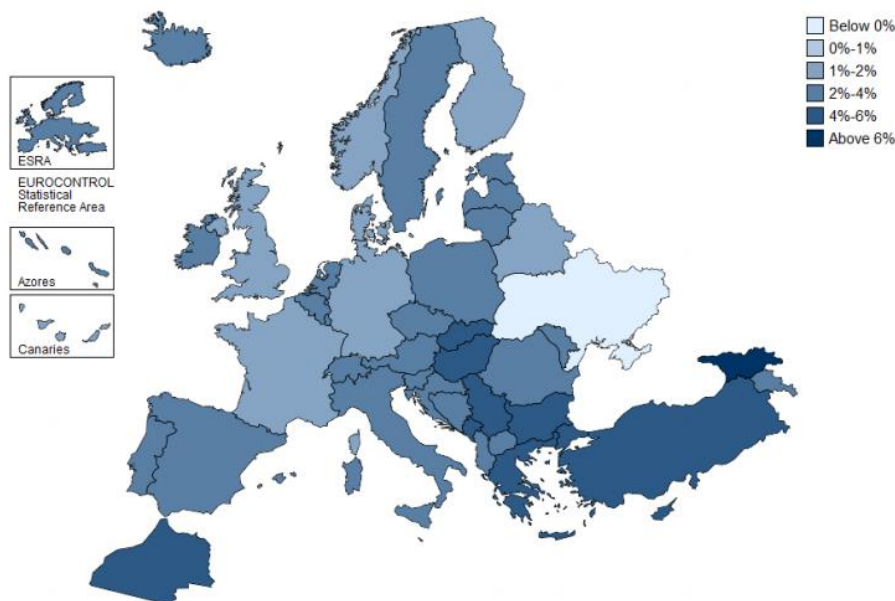 Below 0%
0%-1%
1%-2%
2%-4%
4%-6%
Above 6%
ESRA
EUROCONTROL
Statistical
Reference Area
Azores
Canaries